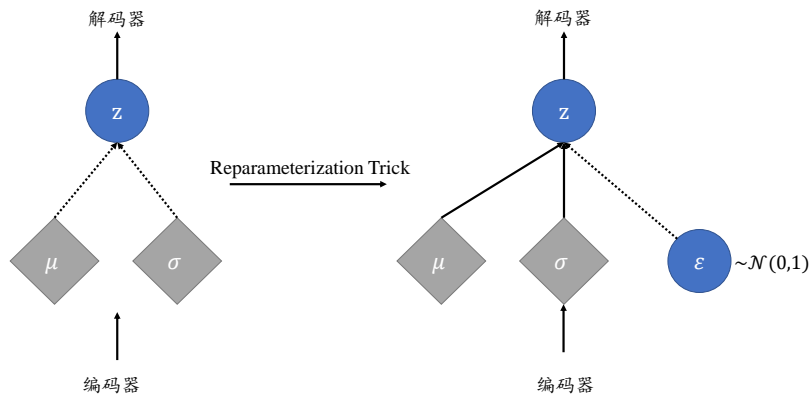 解码器
z
μ
σ
编码器
Reparameterization Trick
解码器
z
μ
σ
ε
~𝒩(0,1)
编码器